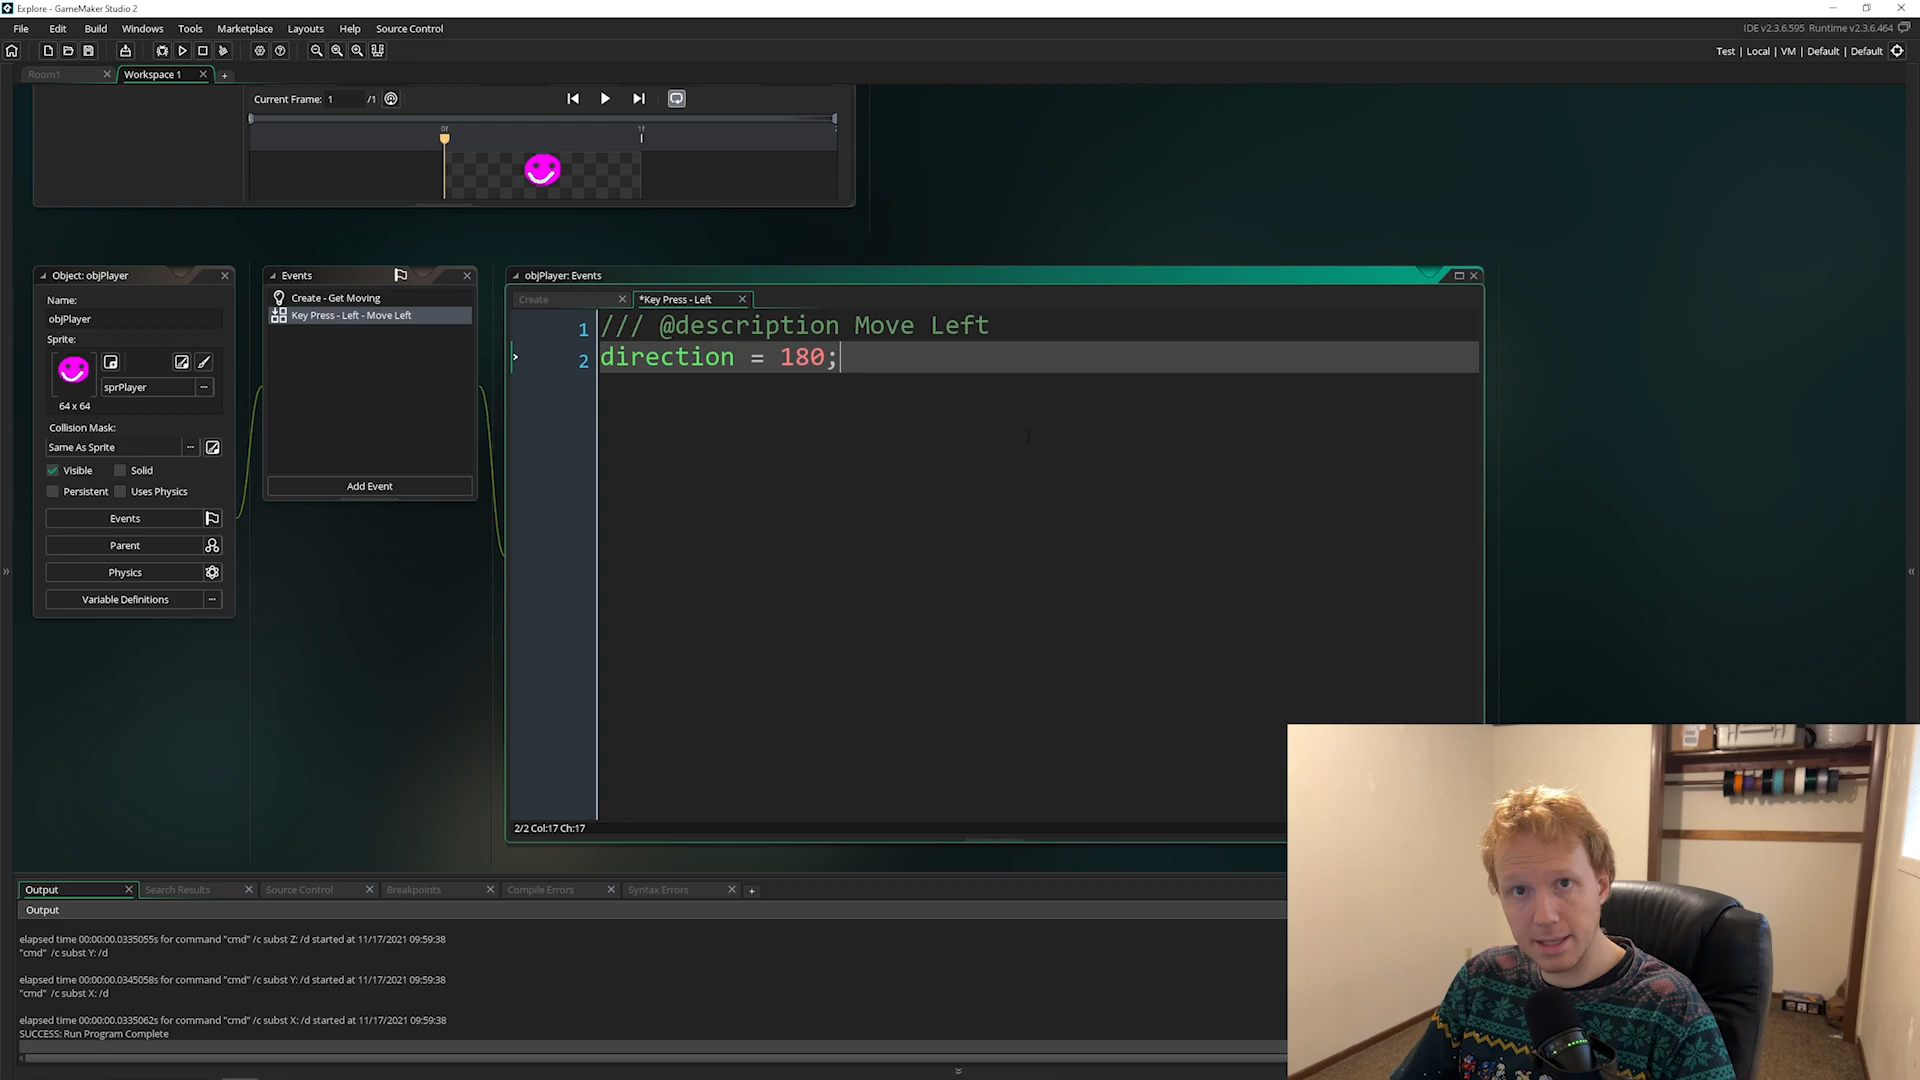 Explore - GameMaker Studio 2
File Edit Build Windows Tools Marketplace Layouts Help Source Control
IDE v2.3.6.595 Runtime v2.3.6.464
Test | Local | VM | Default | Default
Room1
Workspace 1
Current Frame: 1 /1
0f
1f
Object: objPlayer
Name:
objPlayer
Sprite:
sprPlayer
64 x 64
Collision Mask:
Same As Sprite
Visible
Solid
Persistent
Uses Physics
Events
Parent
Physics
Variable Definitions
Events
Create - Get Moving
Key Press - Left - Move Left
Add Event
objPlayer: Events
Create
*Key Press - Left
1 /// @description Move Left
2 direction = 180;
2/2 Col:17 Ch:17
Output
Search Results
Source Control
Breakpoints
Compile Errors
Syntax Errors
Output
elapsed time 00:00:00.0335055s for command "cmd" /c subst Z: /d started at 11/17/2021 09:59:38
"cmd" /c subst Y: /d
elapsed time 00:00:00.0345058s for command "cmd" /c subst Y: /d started at 11/17/2021 09:59:38
"cmd" /c subst X: /d
elapsed time 00:00:00.0335062s for command "cmd" /c subst X: /d started at 11/17/2021 09:59:38
SUCCESS: Run Program Complete